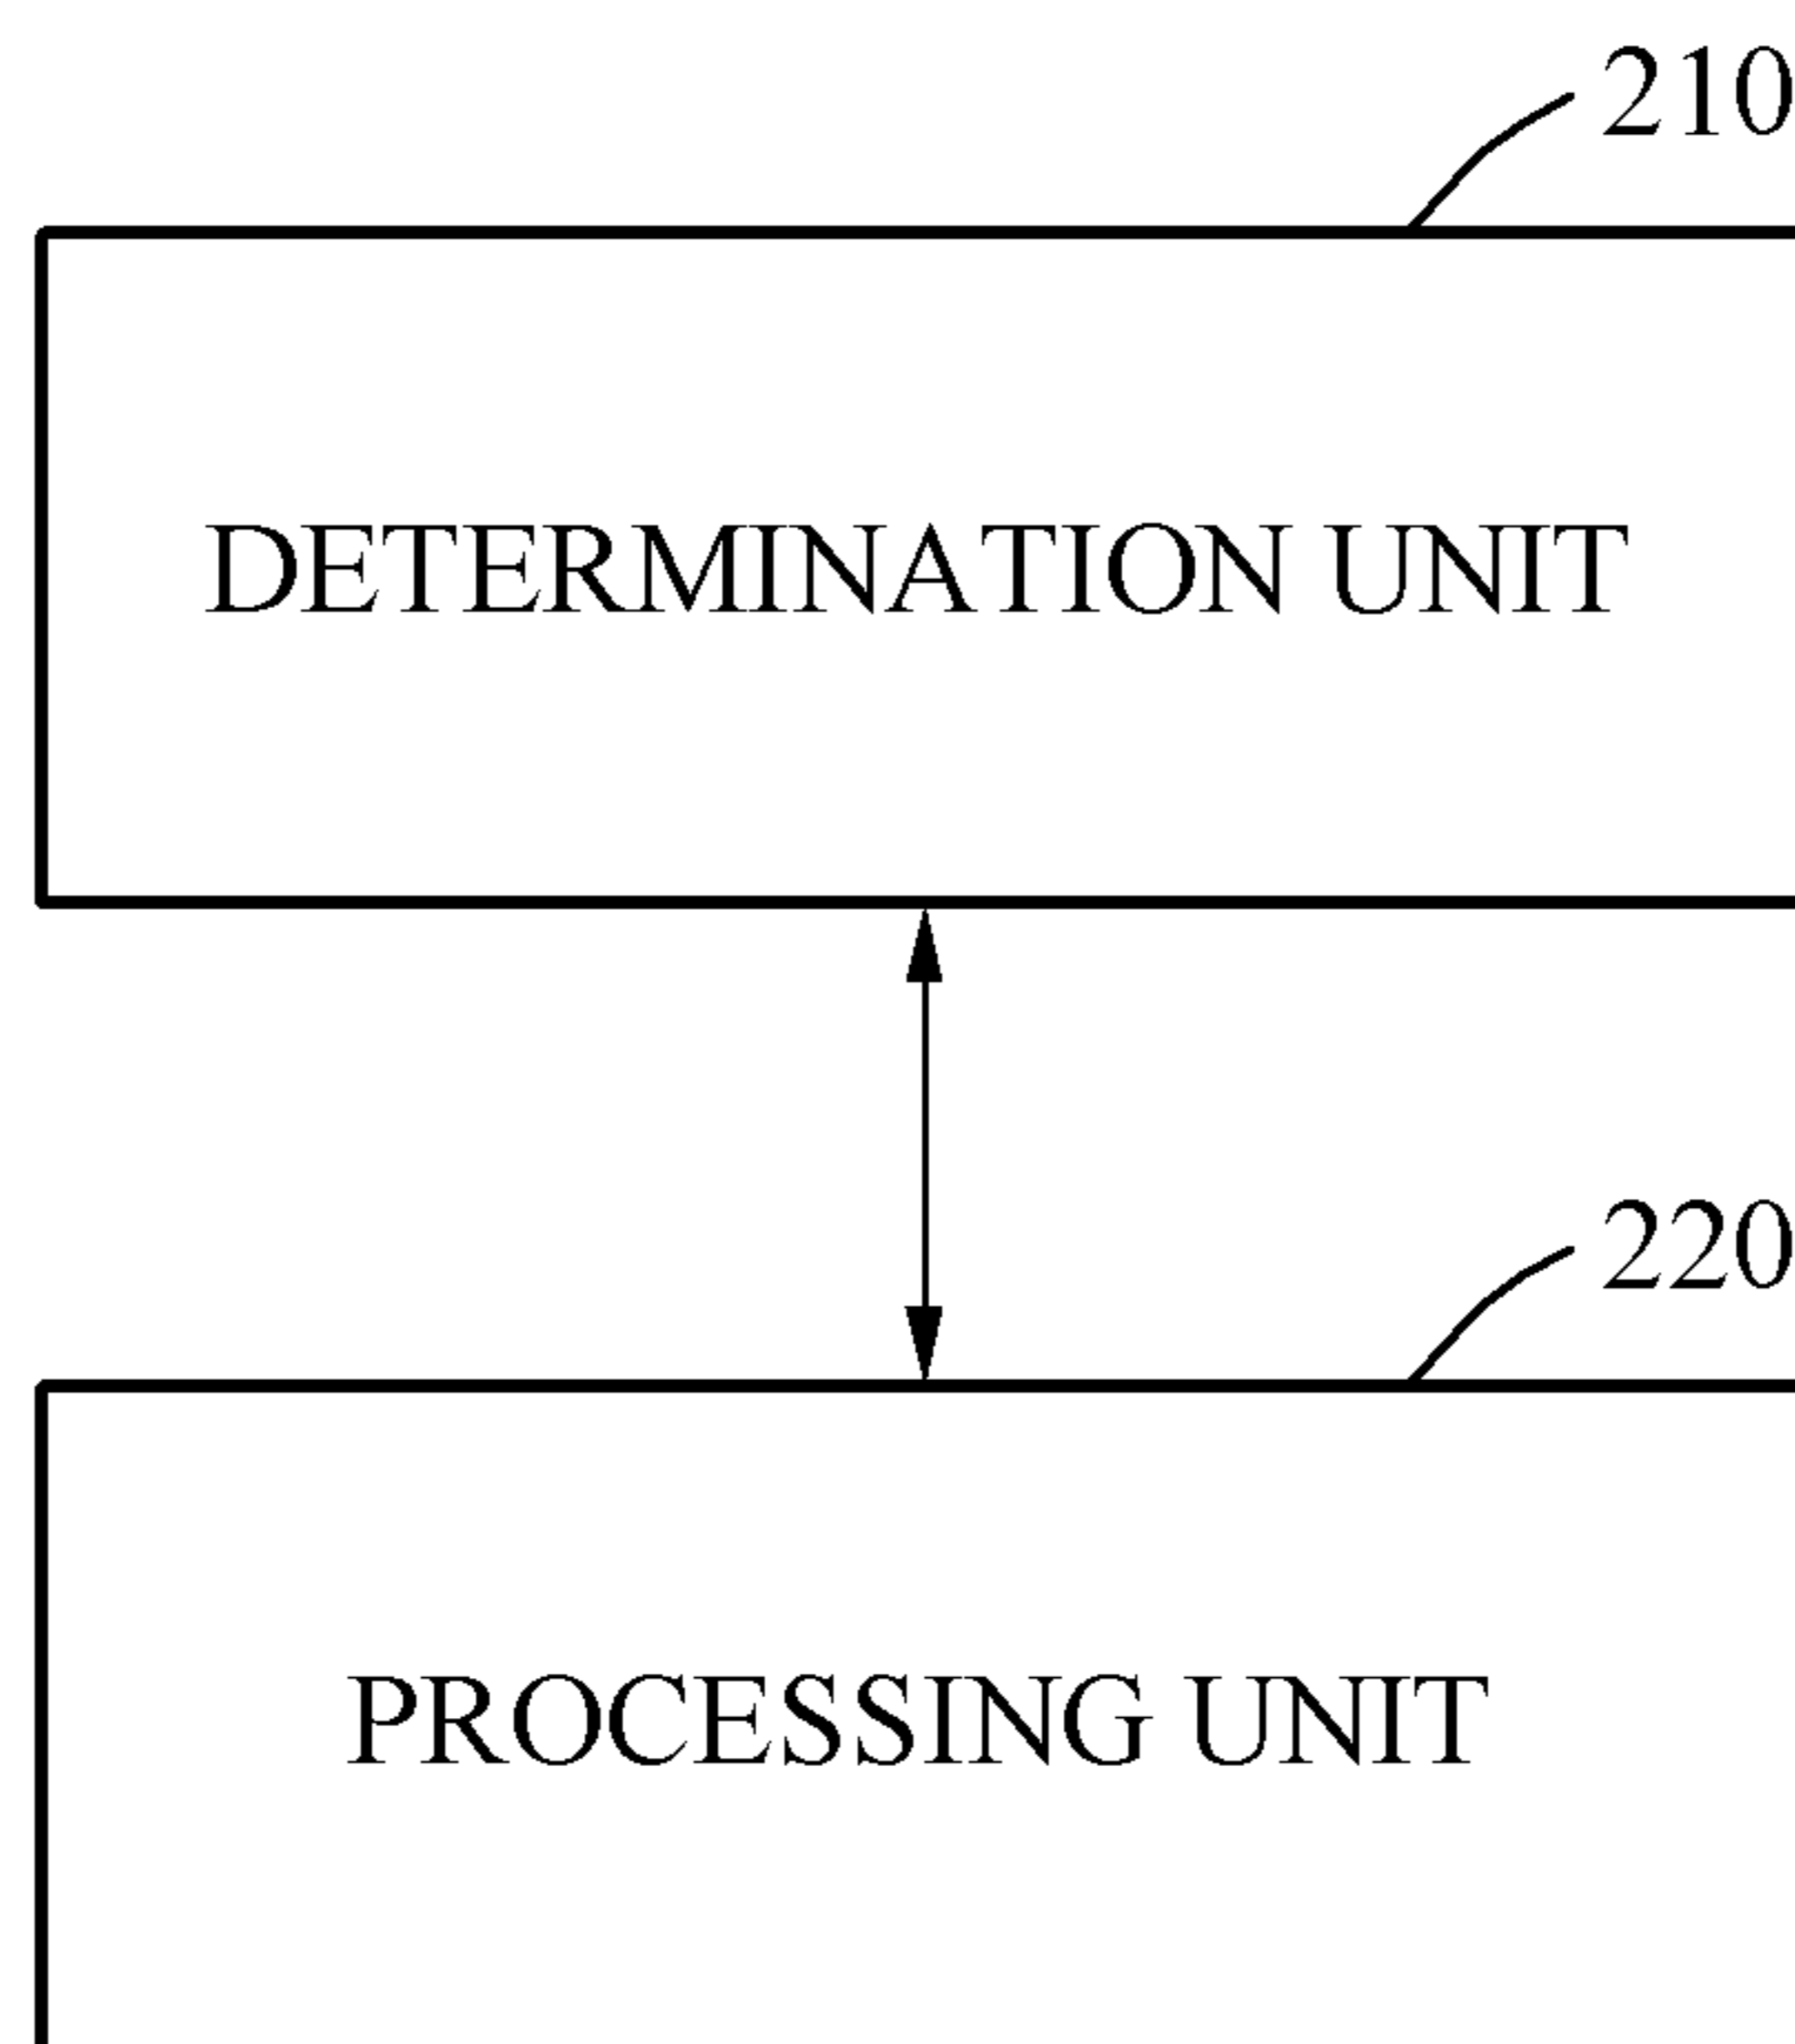 210
DETERMINATION UNIT
220
PROCESSING UNIT